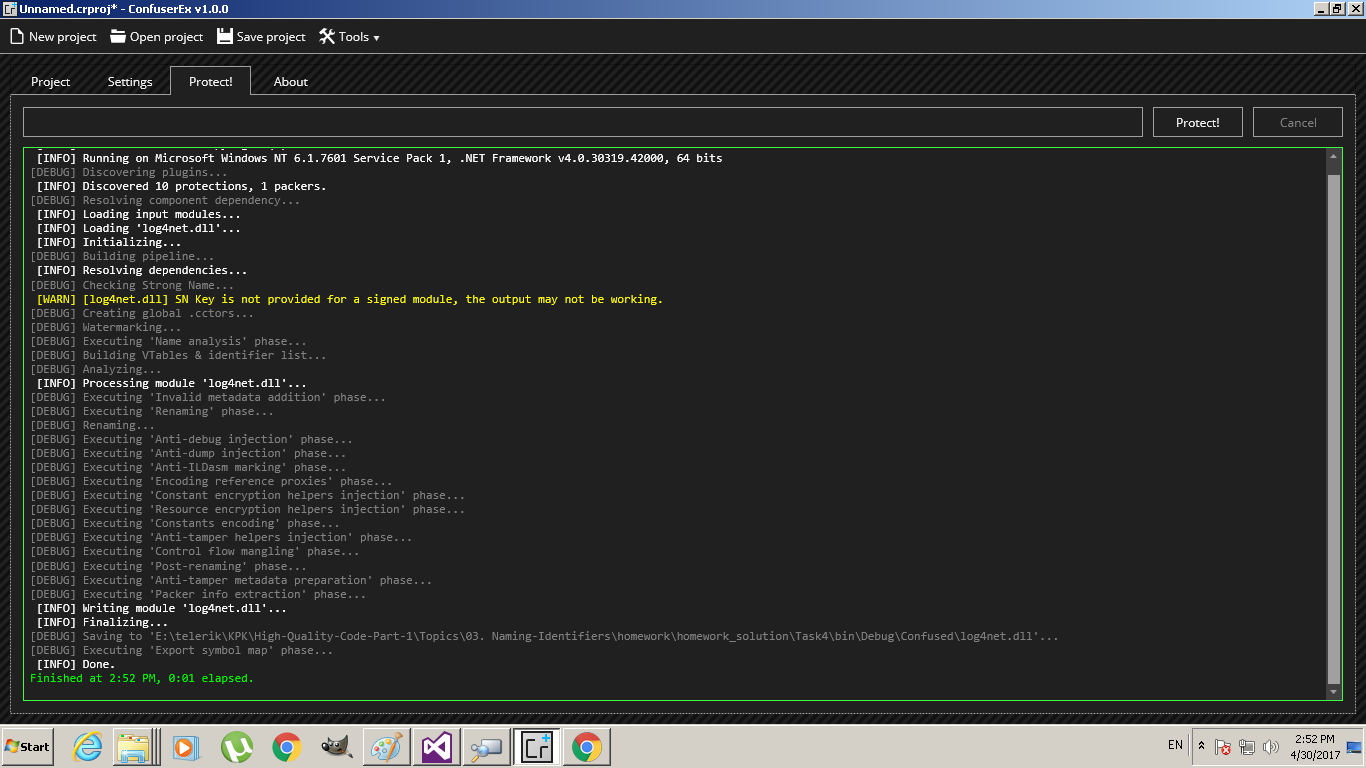 Unnamed.crproj* - ConfuserEx v1.0.0
New project Open project Save project Tools
Project Settings Protect! About
Protect! Cancel
[INFO] Running on Microsoft Windows NT 6.1.7601 Service Pack 1, .NET Framework v4.0.30319.42000, 64 bits
[DEBUG] Discovering plugins...
[INFO] Discovered 10 protections, 1 packers.
[DEBUG] Resolving component dependency...
[INFO] Loading input modules...
[INFO] Loading 'log4net.dll'...
[INFO] Initializing...
[DEBUG] Building pipeline...
[INFO] Resolving dependencies...
[DEBUG] Checking Strong Name...
[WARN] [log4net.dll] SN Key is not provided for a signed module, the output may not be working.
[DEBUG] Creating global .cctors...
[DEBUG] Watermarking...
[DEBUG] Executing 'Name analysis' phase...
[DEBUG] Building VTables & identifier list...
[DEBUG] Analyzing...
[INFO] Processing module 'log4net.dll'...
[DEBUG] Executing 'Invalid metadata addition' phase...
[DEBUG] Executing 'Renaming' phase...
[DEBUG] Renaming...
[DEBUG] Executing 'Anti-debug injection' phase...
[DEBUG] Executing 'Anti-dump injection' phase...
[DEBUG] Executing 'Anti-ILDasm marking' phase...
[DEBUG] Executing 'Encoding reference proxies' phase...
[DEBUG] Executing 'Constant encryption helpers injection' phase...
[DEBUG] Executing 'Resource encryption helpers injection' phase...
[DEBUG] Executing 'Constants encoding' phase...
[DEBUG] Executing 'Anti-tamper helpers injection' phase...
[DEBUG] Executing 'Control flow mangling' phase...
[DEBUG] Executing 'Post-renaming' phase...
[DEBUG] Executing 'Anti-tamper metadata preparation' phase...
[DEBUG] Executing 'Packer info extraction' phase...
[INFO] Writing module 'log4net.dll'...
[INFO] Finalizing...
[DEBUG] Saving to 'E:\telerik\KPK\High-Quality-Code-Part-1\Topics\03. Naming-Identifiers\homework\homework_solution\Task4\bin\Debug\Confused\log4net.dll'...
[DEBUG] Executing 'Export symbol map' phase...
[INFO] Done.
Finished at 2:52 PM, 0:01 elapsed.
Start
Cr
EN
2:52 PM
4/30/2017